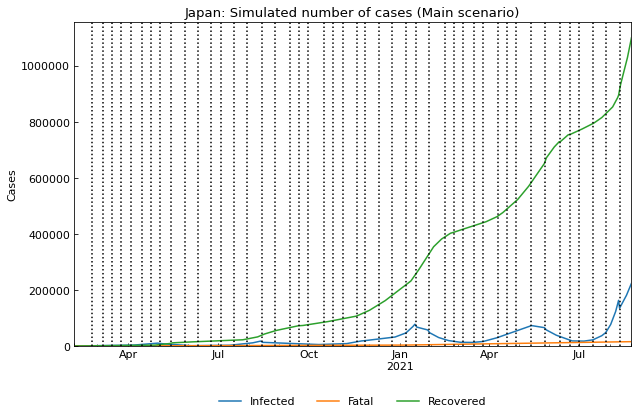 Japan: Simulated number of cases (Main scenario)
1000000
800000
600000
400000
200000
0
Cases
Apr Jul Oct Jan Apr Jul
2021
Infected Fatal Recovered